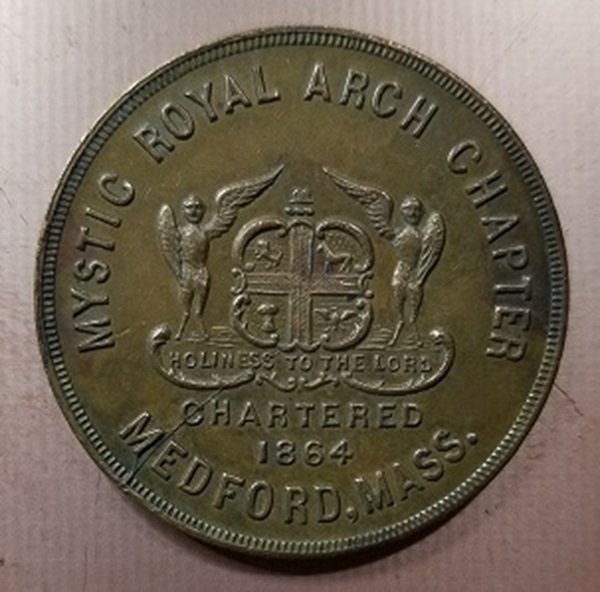 MYSTIC ROYAL ARCH CHAPTER
HOLINESS TO THE LORD
CHARTERED
1864
MEDFORD, MASS.